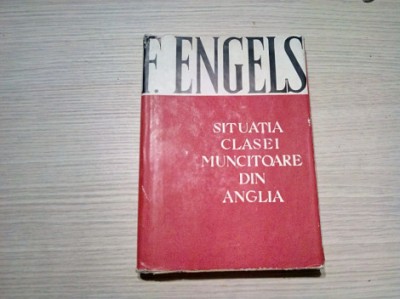 F. ENGELS
SITUAȚIA
CLASEI
MUNCITOARE
DIN
ANGLIA